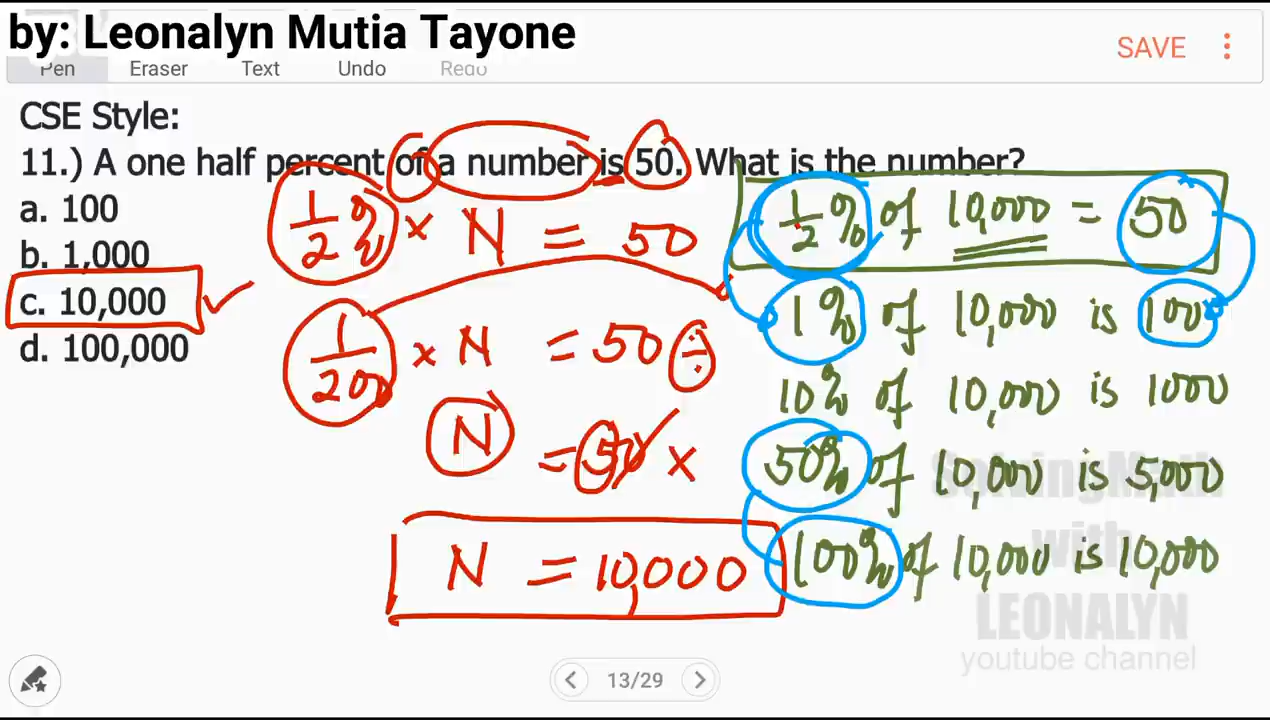 by: Leonalyn Mutia Tayone
SAVE
Pen Eraser Text Undo Redo
CSE Style:
11.) A one half percent of a number is 50. What is the number?
a. 100
b. 1,000
c. 10,000
d. 100,000
1/2 % × N = 50
1/200 × N = 50 ÷
N = 50 ×
N = 10,000
1/2 % of 10,000 = 50
1% of 10,000 is 100
10% of 10,000 is 1000
50% of 10,000 is 5,000
100% of 10,000 is 10,000
SolvingMath
with
LEONALYN
youtube channel
13/29